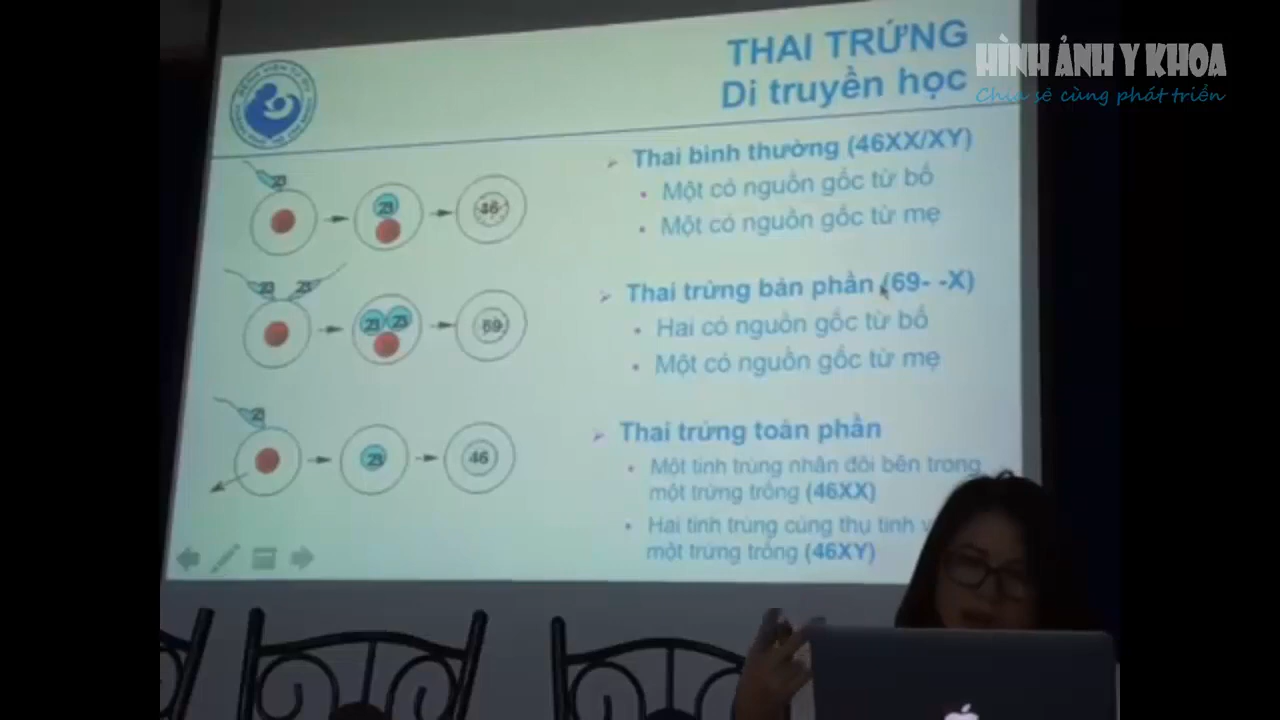 THAI TRỨNG
Di truyền học
HÌNH ẢNH Y KHOA
Chia sẻ cùng phát triển
➢ Thai bình thường (46XX/XY)
• Một có nguồn gốc từ bố
• Một có nguồn gốc từ mẹ
➢ Thai trứng bán phần (69- -X)
• Hai có nguồn gốc từ bố
• Một có nguồn gốc từ mẹ
➢ Thai trứng toàn phần
• Một tinh trùng nhân đôi bên trong
một trứng trống (46XX)
• Hai tinh trùng cùng thụ tinh
một trứng trống (46XY)
23
23
46
23 23
23 23
69
23
23
46